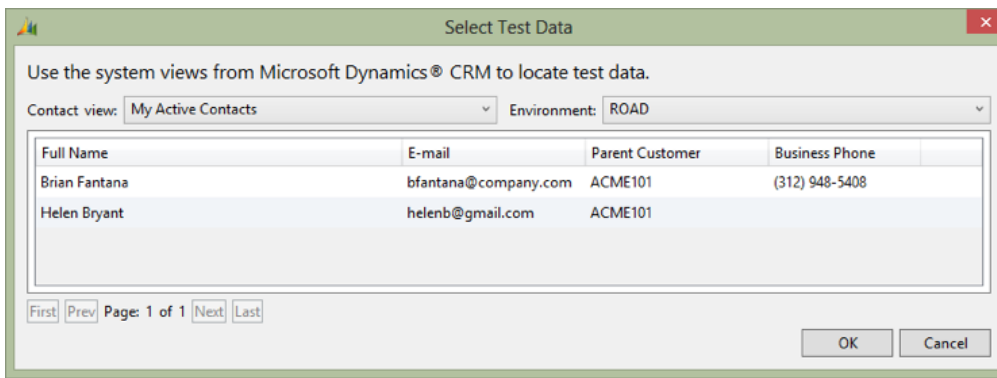 Select Test Data
Use the system views from Microsoft Dynamics® CRM to locate test data.
Contact view: My Active Contacts Environment: ROAD
Full Name E-mail Parent Customer Business Phone
Brian Fantana bfantana@company.com ACME101 (312) 948-5408
Helen Bryant helenb@gmail.com ACME101
First Prev Page: 1 of 1 Next Last
OK Cancel